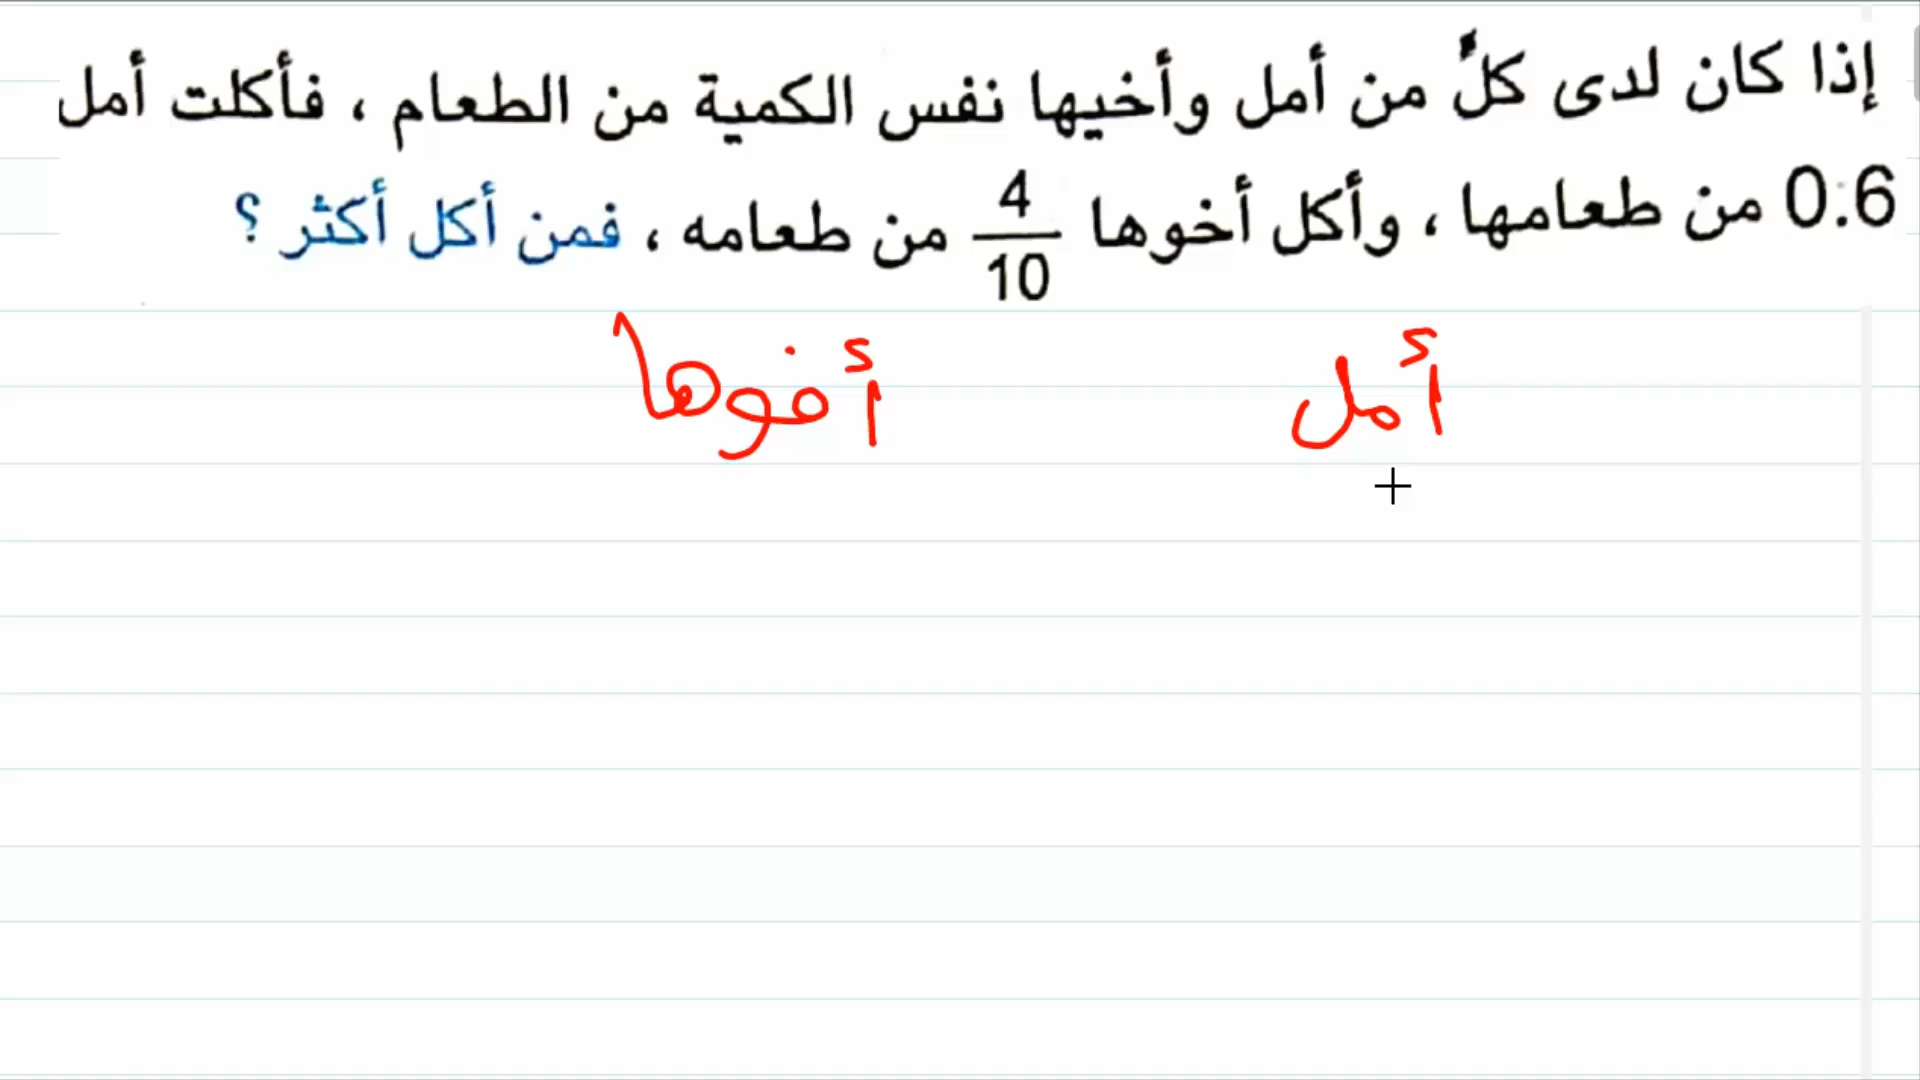 إذا كان لدى كلٌ من أمل وأخيها نفس الكمية من الطعام ، فأكلت أمل
0.6 من طعامها ، وأكل أخوها 4/10 من طعامه ، فمن أكل أكثر ؟
أمل أخوها